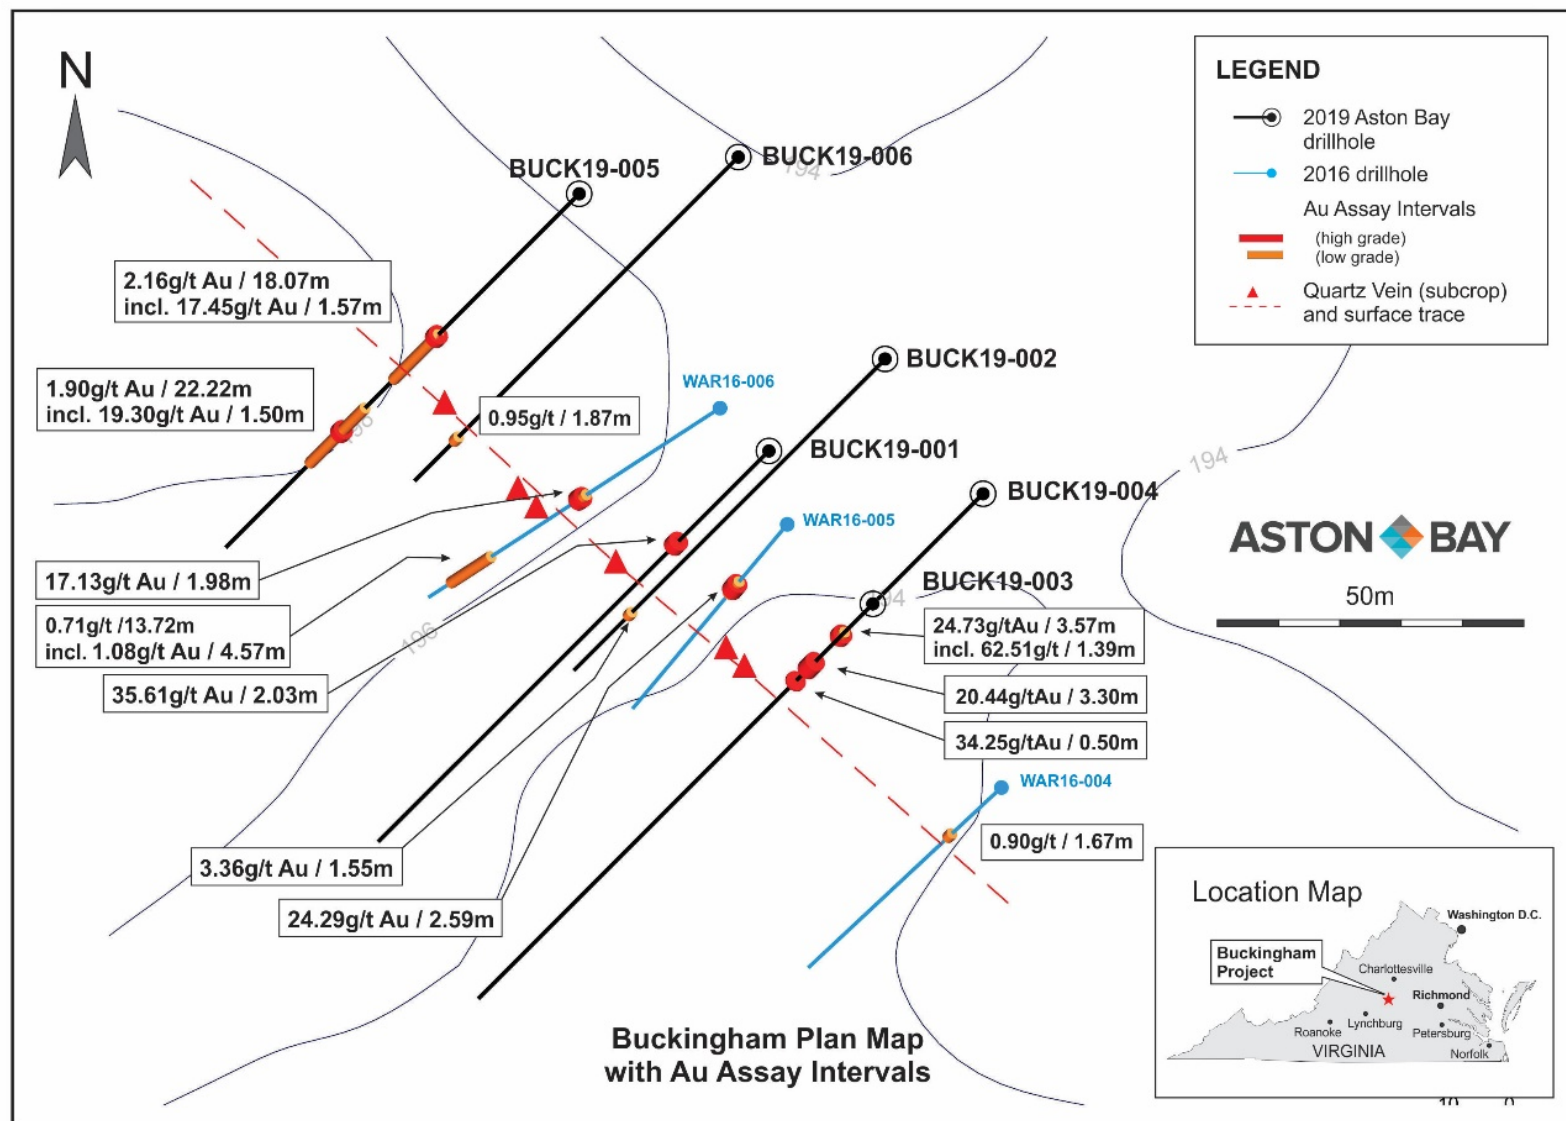 N
BUCK19-005
BUCK19-006
194
LEGEND
2019 Aston Bay
drillhole
2016 drillhole
Au Assay Intervals
(high grade)
(low grade)
Quartz Vein (subcrop)
and surface trace
2.16g/t Au / 18.07m
incl. 17.45g/t Au / 1.57m
1.90g/t Au / 22.22m
incl. 19.30g/t Au / 1.50m
198
0.95g/t / 1.87m
WAR16-006
BUCK19-002
BUCK19-001
194
BUCK19-004
WAR16-005
ASTON BAY
50m
17.13g/t Au / 1.98m
0.71g/t /13.72m
incl. 1.08g/t Au / 4.57m
196
35.61g/t Au / 2.03m
BUCK19-003
194
24.73g/tAu / 3.57m
incl. 62.51g/t / 1.39m
20.44g/tAu / 3.30m
34.25g/tAu / 0.50m
WAR16-004
0.90g/t / 1.67m
3.36g/t Au / 1.55m
24.29g/t Au / 2.59m
Buckingham Plan Map
with Au Assay Intervals
Location Map
Washington D.C.
Buckingham
Project
Charlottesville
Richmond
Lynchburg
Roanoke
Petersburg
VIRGINIA
Norfolk